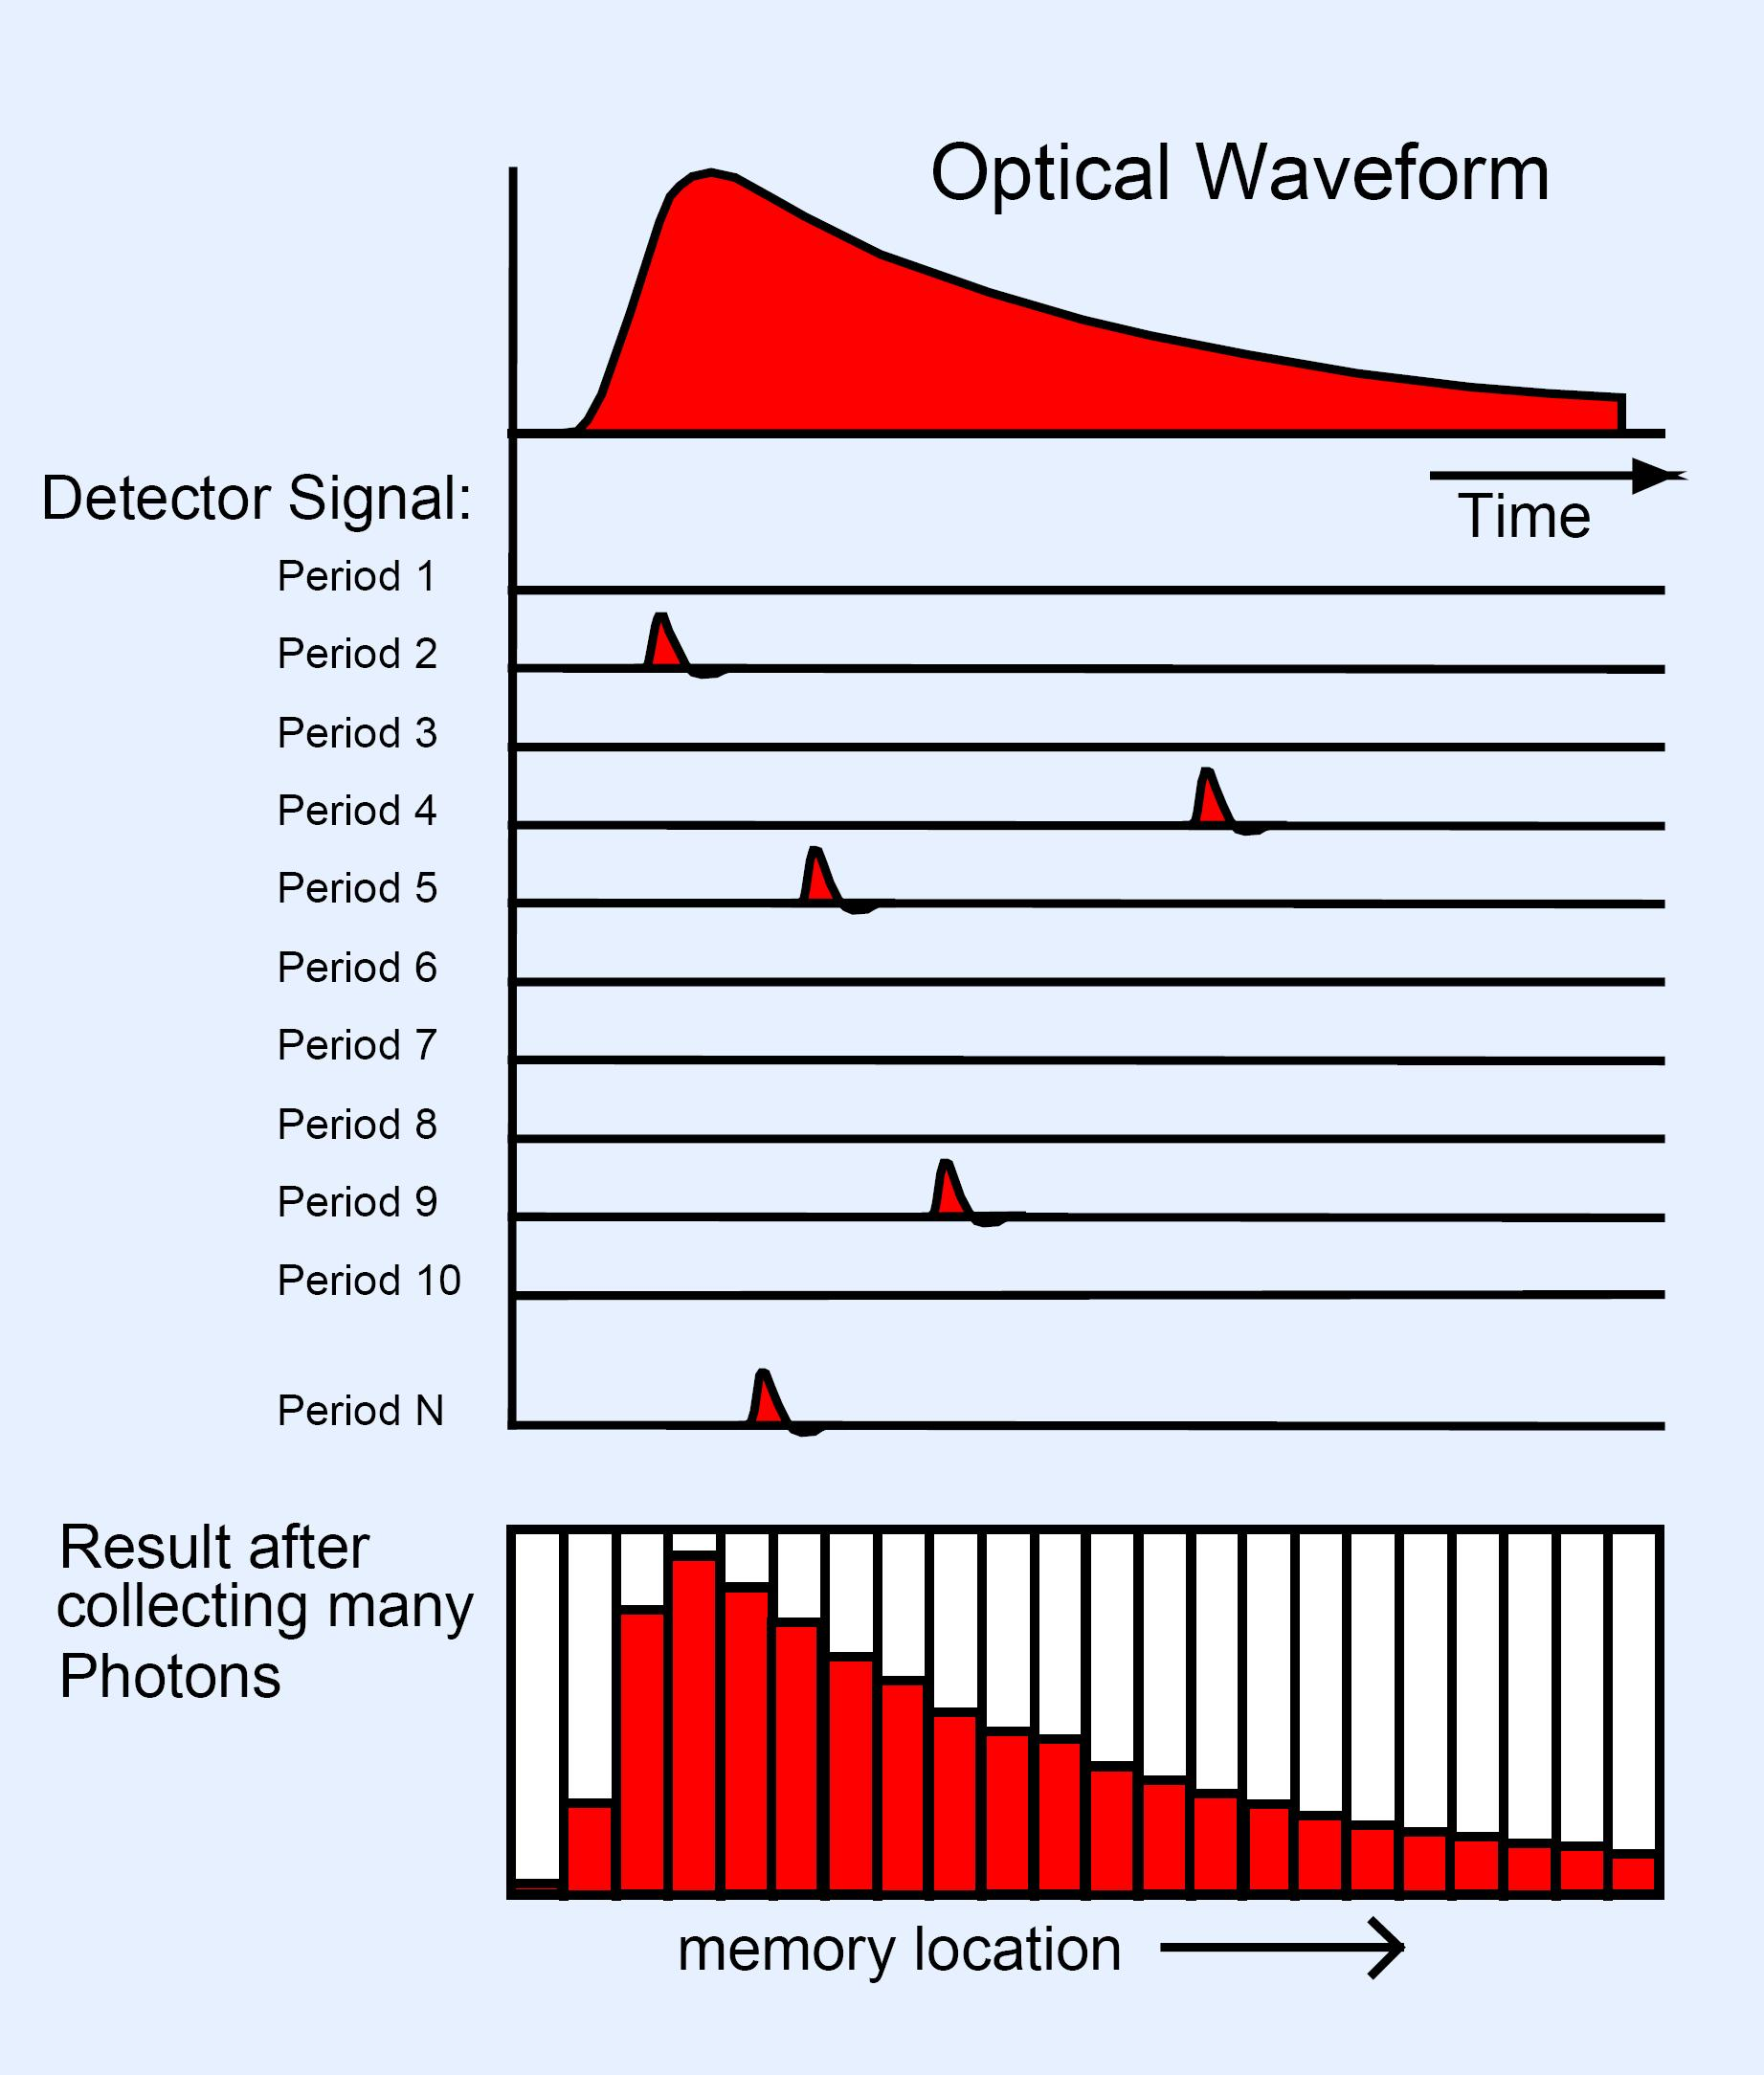 Optical Waveform
Time
Detector Signal:
Period 1
Period 2
Period 3
Period 4
Period 5
Period 6
Period 7
Period 8
Period 9
Period 10
Period N
Result after
collecting many
Photons
memory location